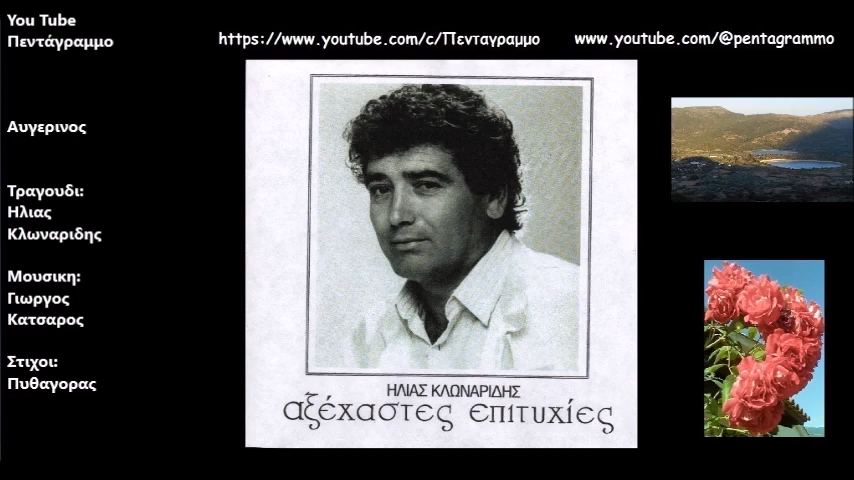 You Tube
Πεντάγραμμο
https://www.youtube.com/c/Πενταγραμμο
www.youtube.com/@pentagrammo
Αυγερινος
Τραγουδι:
Ηλιας
Κλωναριδης
Μουσικη:
Γιωργος
Κατσαρος
Στιχοι:
Πυθαγορας
ΗΛΙΑΣ ΚΛΩΝΑΡΙΔΗΣ
αξέχαστες επιτυχίες